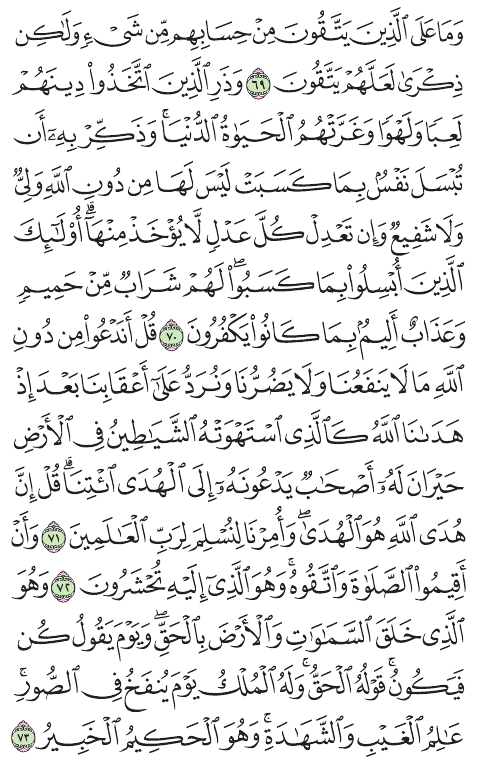 وَمَا عَلَى ٱلَّذِينَ يَتَّقُونَ مِنۡ حِسَابِهِم مِّن شَيۡءٖ وَلَٰكِن
ذِكۡرَىٰ لَعَلَّهُمۡ يَتَّقُونَ ٦٩ وَذَرِ ٱلَّذِينَ ٱتَّخَذُواْ دِينَهُمۡ
لَعِبٗا وَلَهۡوٗا وَغَرَّتۡهُمُ ٱلۡحَيَوٰةُ ٱلدُّنۡيَاۚ وَذَكِّرۡ بِهِۦٓ أَن
تُبۡسَلَ نَفۡسُۢ بِمَا كَسَبَتۡ لَيۡسَ لَهَا مِن دُونِ ٱللَّهِ وَلِيّٞ
وَلَا شَفِيعٞ وَإِن تَعۡدِلۡ كُلَّ عَدۡلٖ لَّا يُؤۡخَذۡ مِنۡهَآۗ أُوْلَٰٓئِكَ
ٱلَّذِينَ أُبۡسِلُواْ بِمَا كَسَبُواْۖ لَهُمۡ شَرَابٞ مِّنۡ حَمِيمٖ
وَعَذَابٌ أَلِيمُۢ بِمَا كَانُواْ يَكۡفُرُونَ ٧٠ قُلۡ أَنَدۡعُواْ مِن دُونِ
ٱللَّهِ مَا لَا يَنفَعُنَا وَلَا يَضُرُّنَا وَنُرَدُّ عَلَىٰٓ أَعۡقَابِنَا بَعۡدَ إِذۡ
هَدَىٰنَا ٱللَّهُ كَٱلَّذِي ٱسۡتَهۡوَتۡهُ ٱلشَّيَٰطِينُ فِي ٱلۡأَرۡضِ
حَيۡرَانَ لَهُۥٓ أَصۡحَٰبٞ يَدۡعُونَهُۥٓ إِلَى ٱلۡهُدَى ٱئۡتِنَاۗ قُلۡ إِنَّ
هُدَى ٱللَّهِ هُوَ ٱلۡهُدَىٰۖ وَأُمِرۡنَا لِنُسۡلِمَ لِرَبِّ ٱلۡعَٰلَمِينَ ٧١ وَأَنۡ
أَقِيمُواْ ٱلصَّلَوٰةَ وَٱتَّقُوهُۚ وَهُوَ ٱلَّذِيٓ إِلَيۡهِ تُحۡشَرُونَ ٧٢ وَهُوَ
ٱلَّذِي خَلَقَ ٱلسَّمَٰوَٰتِ وَٱلۡأَرۡضَ بِٱلۡحَقِّۖ وَيَوۡمَ يَقُولُ كُن
فَيَكُونُۚ قَوۡلُهُ ٱلۡحَقُّۚ وَلَهُ ٱلۡمُلۡكُ يَوۡمَ يُنفَخُ فِي ٱلصُّورِۚ
عَٰلِمُ ٱلۡغَيۡبِ وَٱلشَّهَٰدَةِۚ وَهُوَ ٱلۡحَكِيمُ ٱلۡخَبِيرُ ٧٣